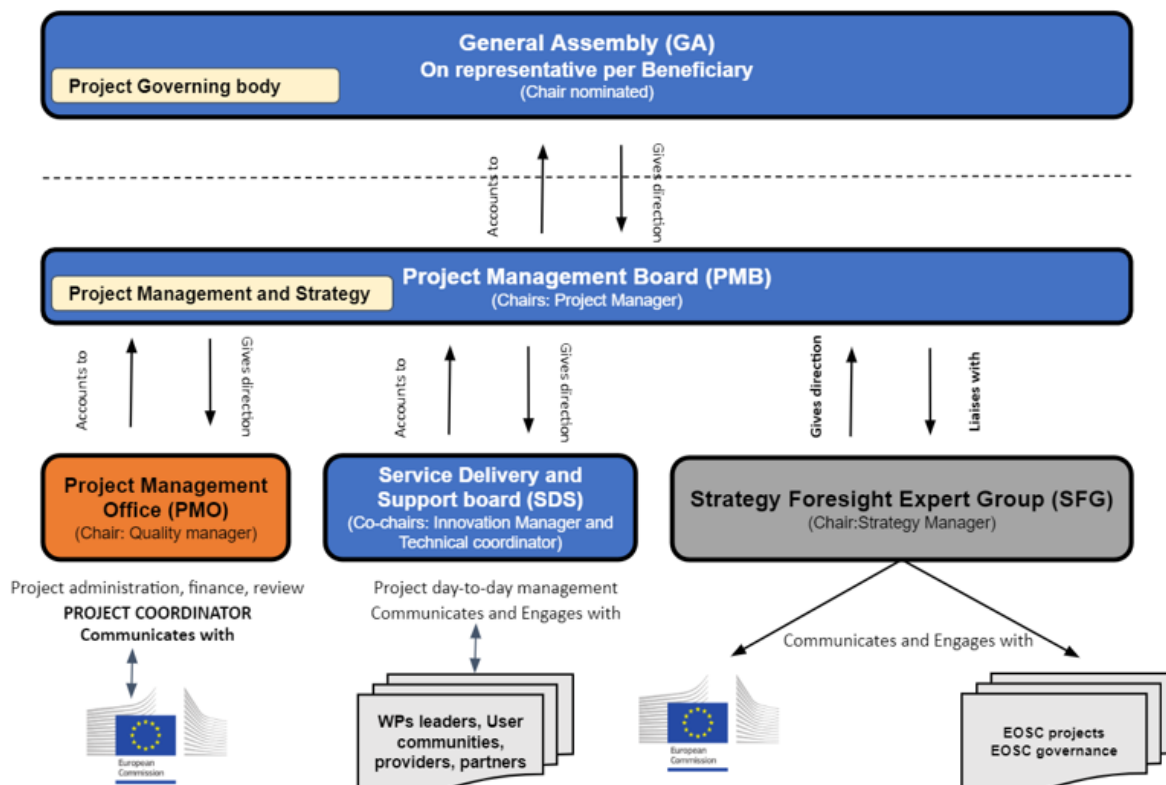 General Assembly (GA)
On representative per Beneficiary
(Chair nominated)
Project Governing body
Accounts to
Gives direction
Project Management Board (PMB)
(Chairs: Project Manager)
Project Management and Strategy
Accounts to
Gives direction
Accounts to
Gives direction
Gives direction
Liaises with
Project Management
Office (PMO)
(Chair: Quality manager)
Service Delivery and
Support board (SDS)
(Co-chairs: Innovation Manager and
Technical coordinator)
Strategy Foresight Expert Group (SFG)
(Chair:Strategy Manager)
Project administration, finance, review
PROJECT COORDINATOR
Communicates with
Project day-to-day management
Communicates and Engages with
Communicates and Engages with
European
Commission
WPs leaders, User
communities,
providers, partners
European
Commission
EOSC projects
EOSC governance